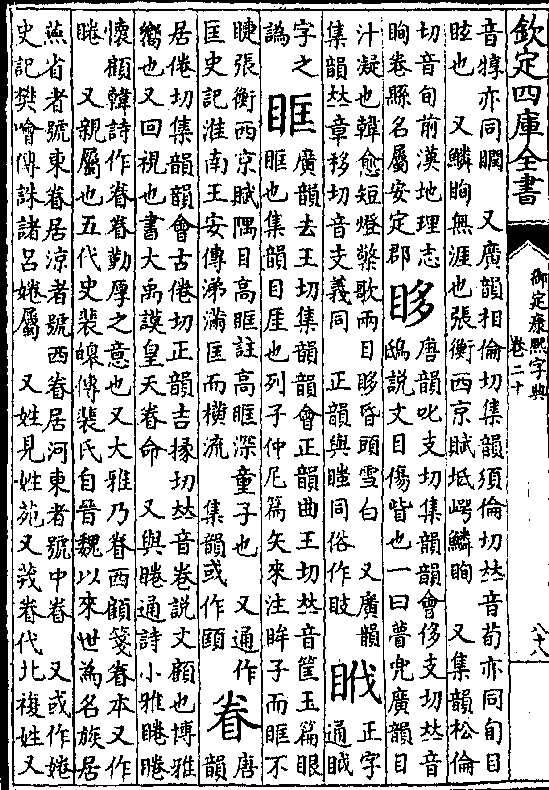 欽定四庫全書
御定康熙字典
卷二十
八十八
音犉亦同瞤　又廣韻相倫切集韻須倫切𠀤音荀亦同旬目
眩也　又鱗眴無涯也張衡西京賦坻崿鱗眴　又集韻松倫
切音旬前漢地理志
眴卷縣名屬安定郡
眵
唐韻叱支切集韻韻會侈支切𠀤音
鴟說文目傷眥也一曰瞢兜廣韻目
汁凝也韓愈短燈檠歌兩目眵昏頭雪白　又廣韻
集韻𠀤章移切音支義同　正韻與䁾同俗作𥅽
正字
通
字之
譌
眶
廣韻去王切集韻韻會正韻曲王切𠀤音筐玉篇眼
眶也集韻目厓也列子仲尼篇矢來注眸子而眶不
睫張衡西京賦隅目高眶註高眶深童子也　又通作
匡史記淮南王安傳涕滿匡而橫流　集韻或作
眷
唐
韻
居倦切集韻韻會古倦切正韻吉掾切𠀤音卷說文顧也博雅
嚮也又回視也書大禹謨皇天眷命　又與睠通詩小雅睠睠
懷顧韓詩作眷眷勤厚之意也又大雅乃眷西顧箋眷本又作
睠　又親屬也五代史裴皞傳裴氏自晉魏以來世為名族居
燕省者號東眷居涼者號西眷居河東者號中眷　又或作婘
史記樊噲傳誅諸呂婘屬　又姓見姓苑又茷眷代北複姓又